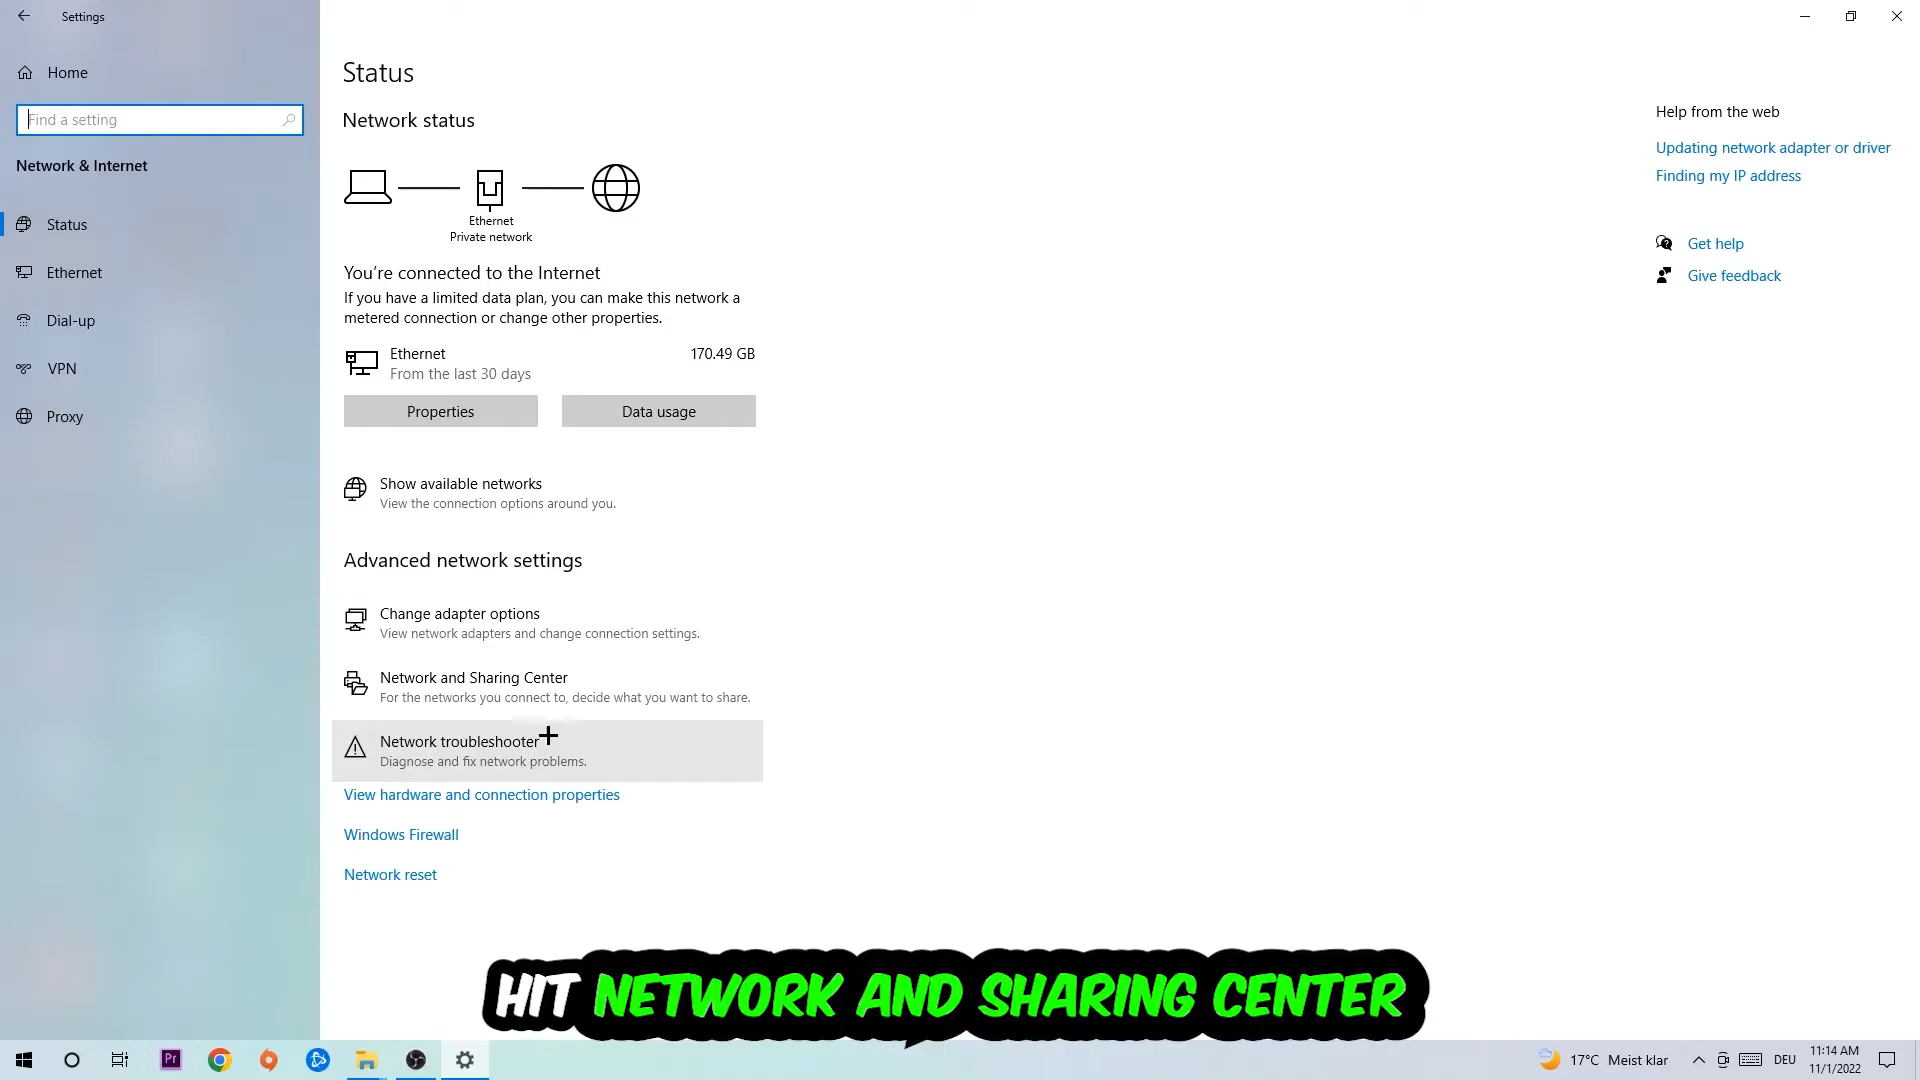 Settings
Home
Find a setting
Network & Internet
Status
Ethernet
Dial-up
VPN
Proxy
Status
Network status
Ethernet
Private network
You're connected to the Internet
If you have a limited data plan, you can make this network a
metered connection or change other properties.
Ethernet 170.49 GB
From the last 30 days
Properties Data usage
Show available networks
View the connection options around you.
Advanced network settings
Change adapter options
View network adapters and change connection settings.
Network and Sharing Center
For the networks you connect to, decide what you want to share.
Network troubleshooter
Diagnose and fix network problems.
View hardware and connection properties
Windows Firewall
Network reset
Help from the web
Updating network adapter or driver
Finding my IP address
Get help
Give feedback
HIT NETWORK AND SHARING CENTER
Pr
17°C Meist klar
DEU
11:14 AM
11/1/2022